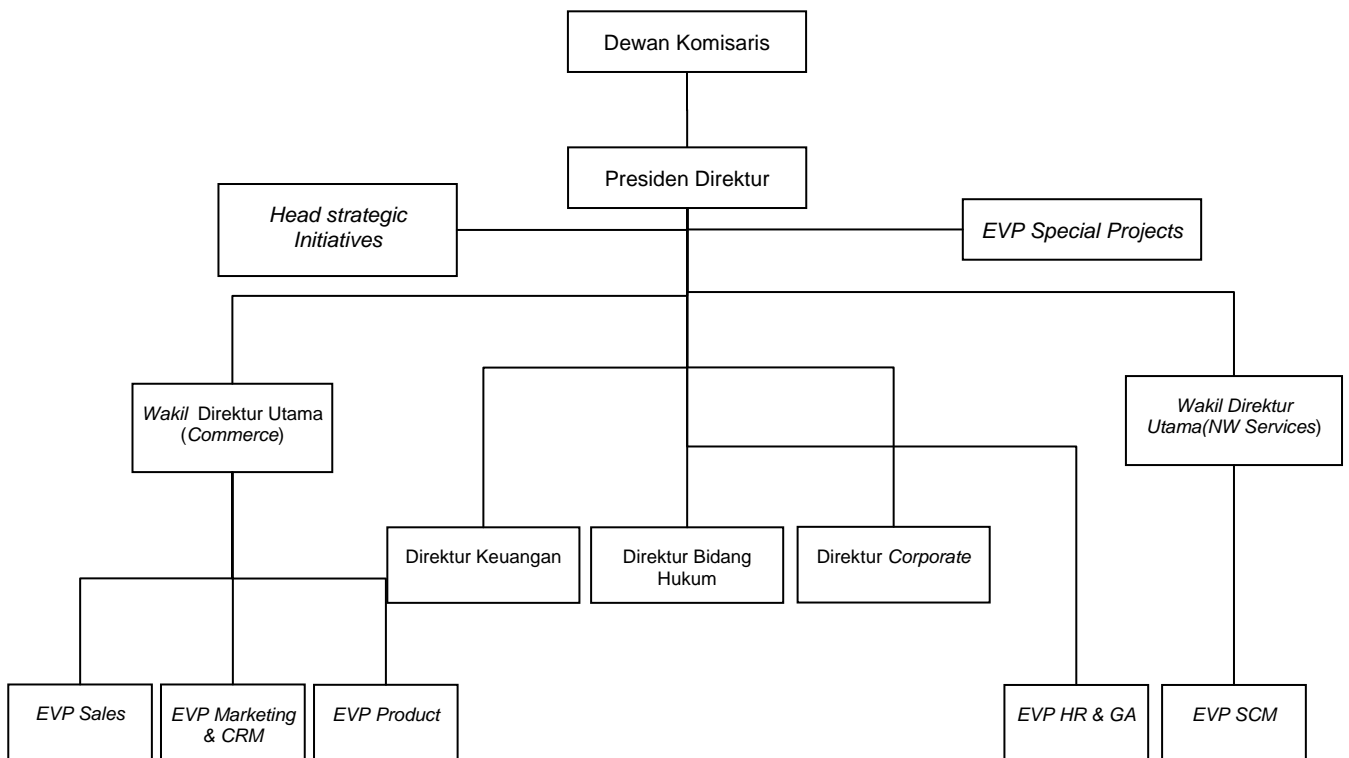 Dewan Komisaris
Presiden Direktur
Head strategic
Initiatives
EVP Special Projects
Wakil Direktur Utama
(Commerce)
Wakil Direktur
Utama(NW Services)
Direktur Keuangan
Direktur Bidang
Hukum
Direktur Corporate
EVP Sales
EVP Marketing
& CRM
EVP Product
EVP HR & GA
EVP SCM